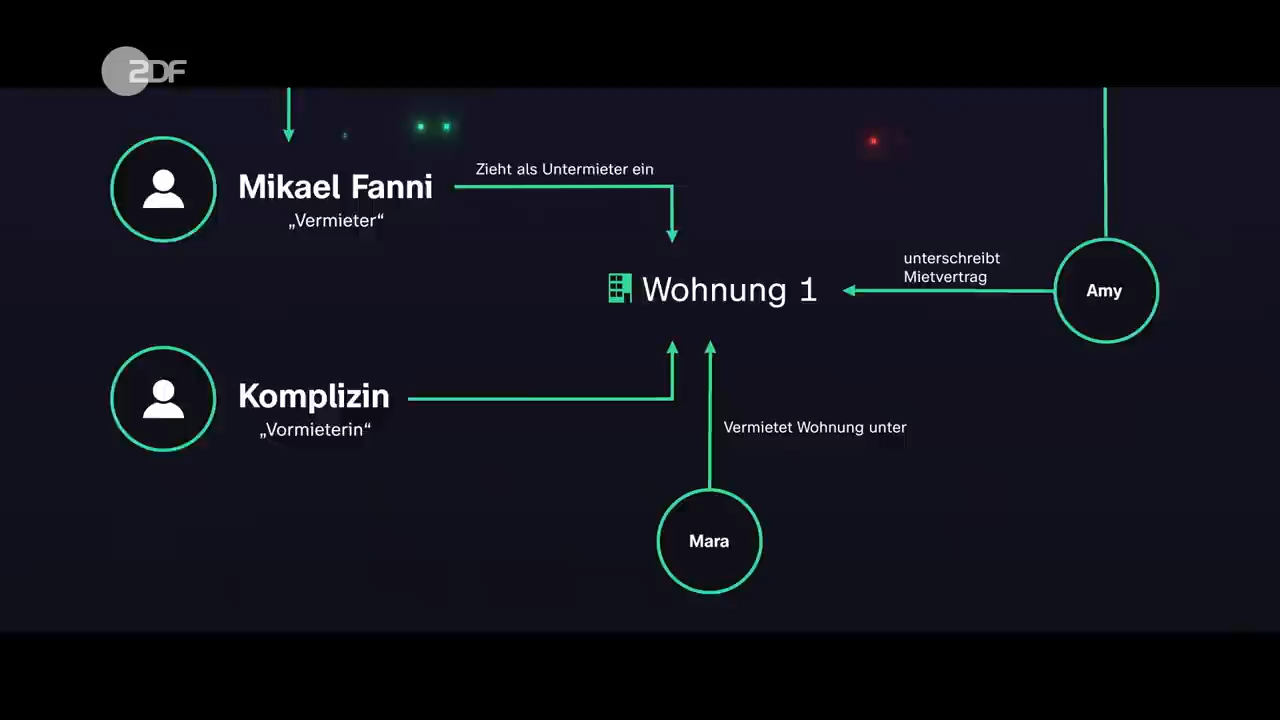 ZDF
Zieht als Untermieter ein
Mikael Fanni
„Vermieter“
unterschreibt
Mietvertrag
Wohnung 1
Amy
Komplizin
„Vormieterin“
Vermietet Wohnung unter
Mara